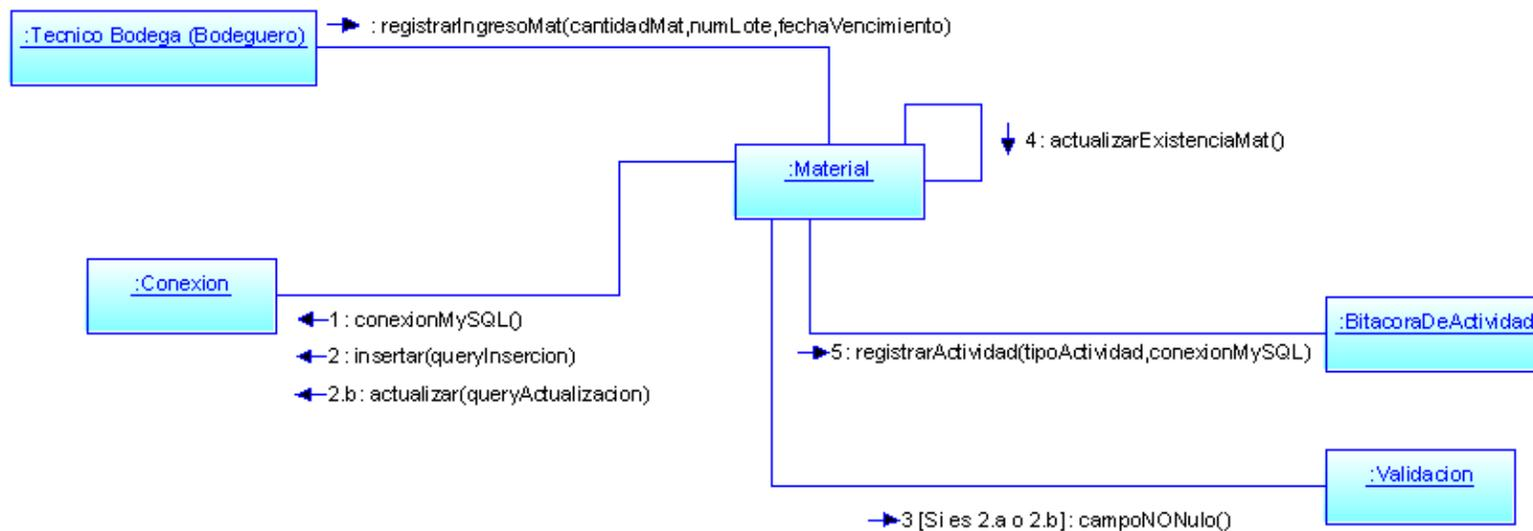 :Tecnico Bodega (Bodeguero)
: registrarIngresoMat(cantidadMat,numLote,fechaVencimiento)
4 : actualizarExistenciaMat()
:Material
:Conexion
1 : conexionMySQL()
2 : insertar(queryInsercion)
2.b : actualizar(queryActualizacion)
:BitacoraDeActividad
5 : registrarActividad(tipoActividad,conexionMySQL)
:Validacion
3 [Si es 2.a o 2.b] : campoNONulo()